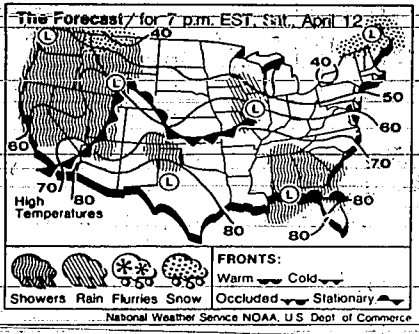 The Forecast / for 7 p.m. EST, Sat., April 12
40
L
L
40
L
50
L
60
60
70
L
70
80
High
Temperatures
L
80
80
80
FRONTS:
Warm Cold
Showers Rain Flurries Snow
Occluded Stationary
National Weather Service NOAA, U.S. Dept of Commerce